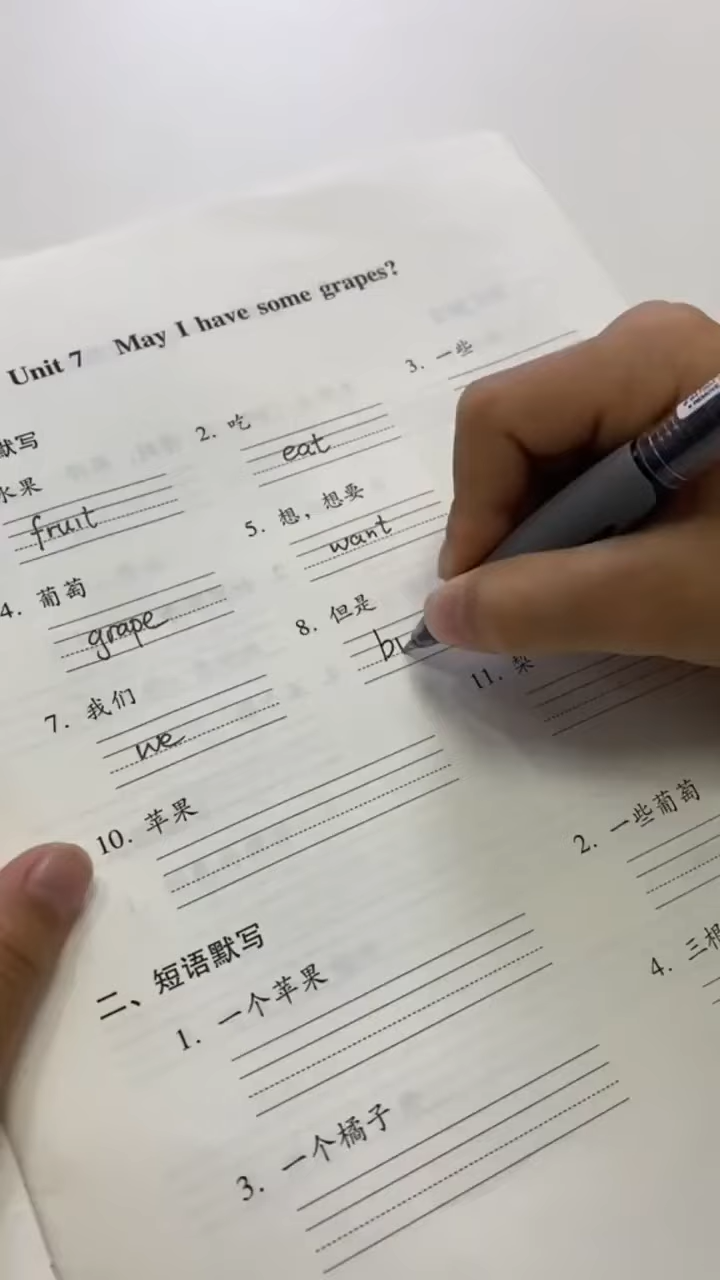 Unit 7 May I have some grapes?
默写
水果
fruit
2. 吃
eat
3. 一些
4. 葡萄
grape
5. 想，想要
want
7. 我们
we
8. 但是
10. 苹果
11. 梨
二、短语默写
1. 一个苹果
2. 一些葡萄
3. 一个橘子
4. 三根